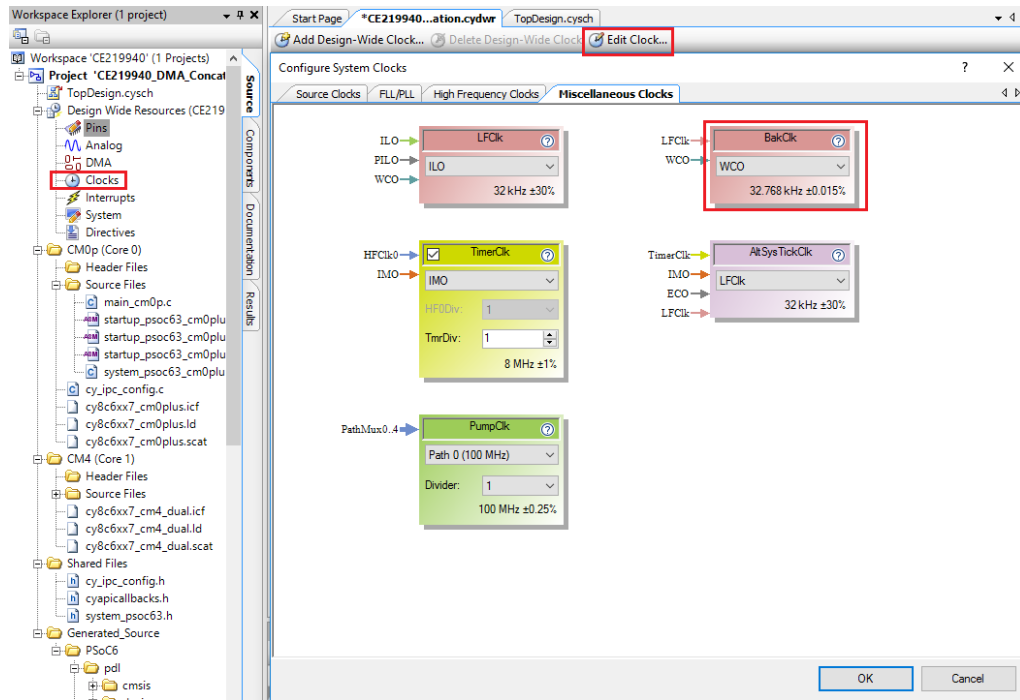 Workspace Explorer (1 project)
Workspace 'CE219940' (1 Projects)
Project 'CE219940_DMA_Concat
TopDesign.cysch
Design Wide Resources (CE219
Pins
Analog
DMA
Clocks
Interrupts
System
Directives
CM0p (Core 0)
Header Files
Source Files
main_cm0p.c
startup_psoc63_cm0plu
startup_psoc63_cm0plu
startup_psoc63_cm0plu
system_psoc63_cm0plu
cy_ipc_config.c
cy8c6xx7_cm0plus.icf
cy8c6xx7_cm0plus.ld
cy8c6xx7_cm0plus.scat
CM4 (Core 1)
Header Files
Source Files
cy8c6xx7_cm4_dual.icf
cy8c6xx7_cm4_dual.ld
cy8c6xx7_cm4_dual.scat
Shared Files
cy_ipc_config.h
cyapicallbacks.h
system_psoc63.h
Generated_Source
PSoC6
pdl
cmsis
Source
Components
Documentation
Results
Start Page *CE219940...ation.cydwr TopDesign.cysch
Add Design-Wide Clock... Delete Design-Wide Clock Edit Clock...
Configure System Clocks ? X
Source Clocks FLL/PLL High Frequency Clocks Miscellaneous Clocks
ILO
PILO
WCO
LFClk
ILO
32 kHz ±30%
LFClk
WCO
BakClk
WCO
32.768 kHz ±0.015%
HFClk0
IMO
TimerClk
IMO
HF0Div: 1
TmrDiv: 1
8 MHz ±1%
TimerClk
IMO
ECO
LFClk
AltSysTickClk
LFClk
32 kHz ±30%
PathMux0..4
PumpClk
Path 0 (100 MHz)
Divider: 1
100 MHz ±0.25%
OK Cancel